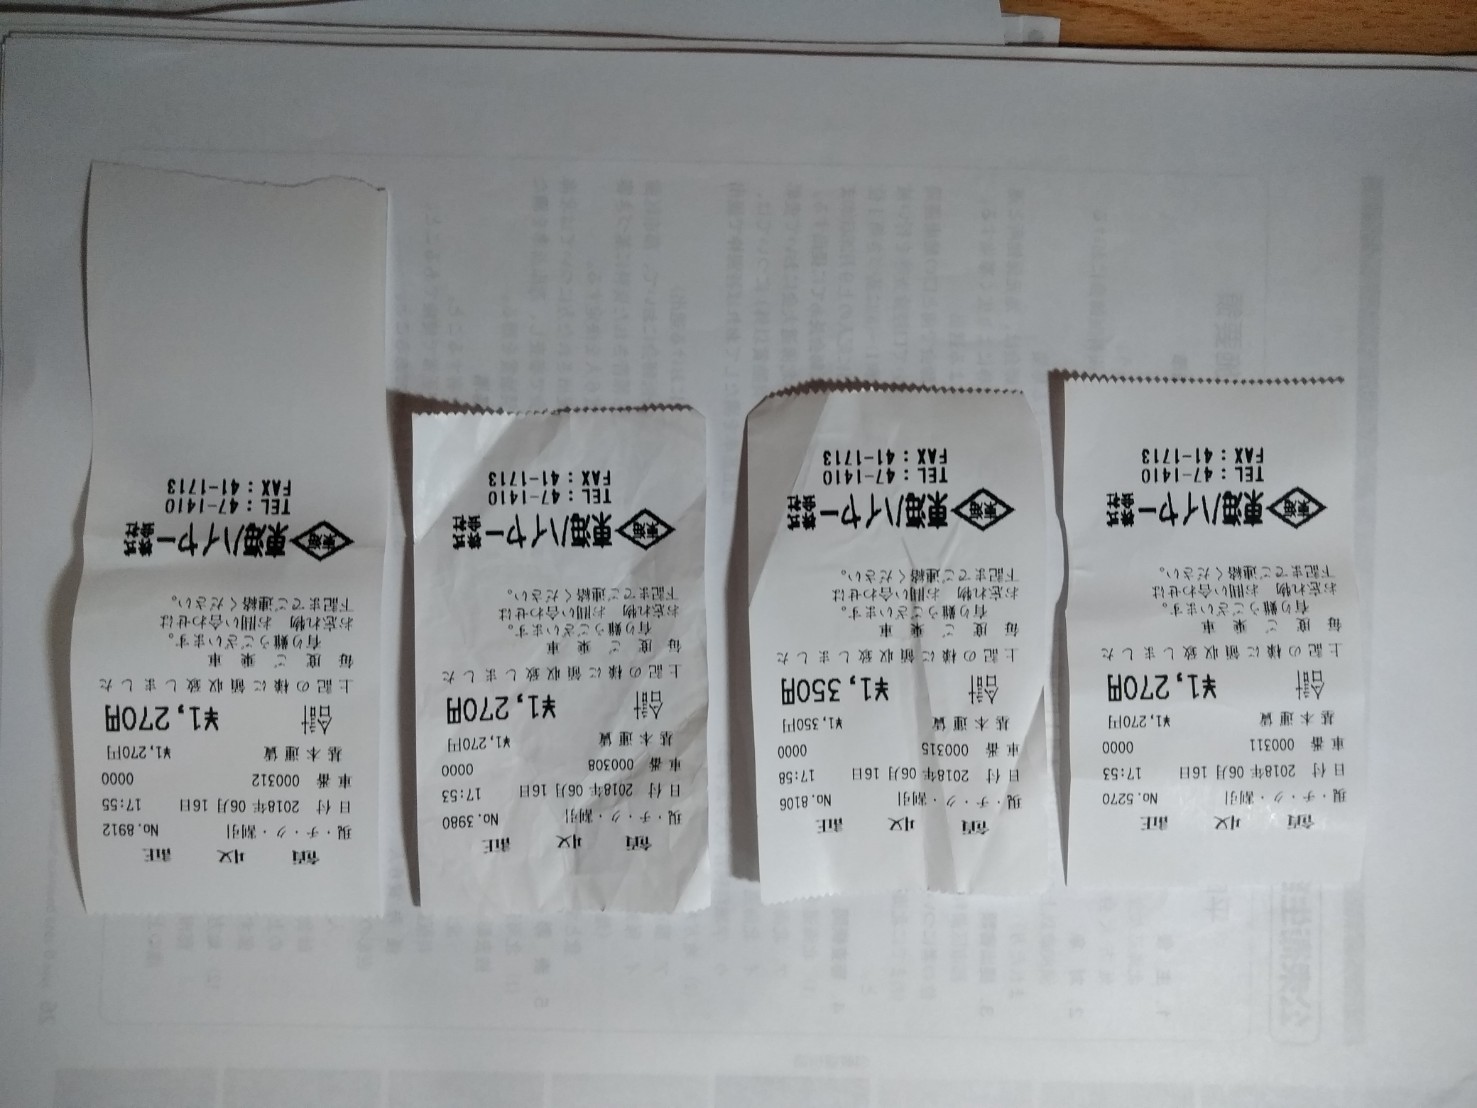 領 収 証
現・チ・ク・割引 No.5270
日 付 2018年 06月 16日 17:53
車 番 000311 0000
基本運賃 ¥1,270円
合計 ¥1,270円
上記の様に領収致しました
毎 度 ご 乗 車
有り難うございます。
お忘れ物 お問い合わせは
下記までご連絡ください。
東海 東海ハイヤー 株式会社
TEL：47-1410
FAX：41-1713
領 収 証
現・チ・ク・割引 No.8106
日 付 2018年 06月 16日 17:58
車 番 000315 0000
基本運賃 ¥1,350円
合計 ¥1,350円
上記の様に領収致しました
毎 度 ご 乗 車
有り難うございます。
お忘れ物 お問い合わせは
下記までご連絡ください。
東海 東海ハイヤー 株式会社
TEL：47-1410
FAX：41-1713
領 収 証
現・チ・ク・割引 No.3980
日 付 2018年 06月 16日 17:53
車 番 000308 0000
基本運賃 ¥1,270円
合計 ¥1,270円
上記の様に領収致しました
毎 度 ご 乗 車
有り難うございます。
お忘れ物 お問い合わせは
下記までご連絡ください。
東海 東海ハイヤー 株式会社
TEL：47-1410
FAX：41-1713
領 収 証
現・チ・ク・割引 No.8912
日 付 2018年 06月 16日 17:55
車 番 000312 0000
基本運賃 ¥1,270円
合計 ¥1,270円
上記の様に領収致しました
毎 度 ご 乗 車
有り難うございます。
お忘れ物 お問い合わせは
下記までご連絡ください。
東海 東海ハイヤー 株式会社
TEL：47-1410
FAX：41-1713